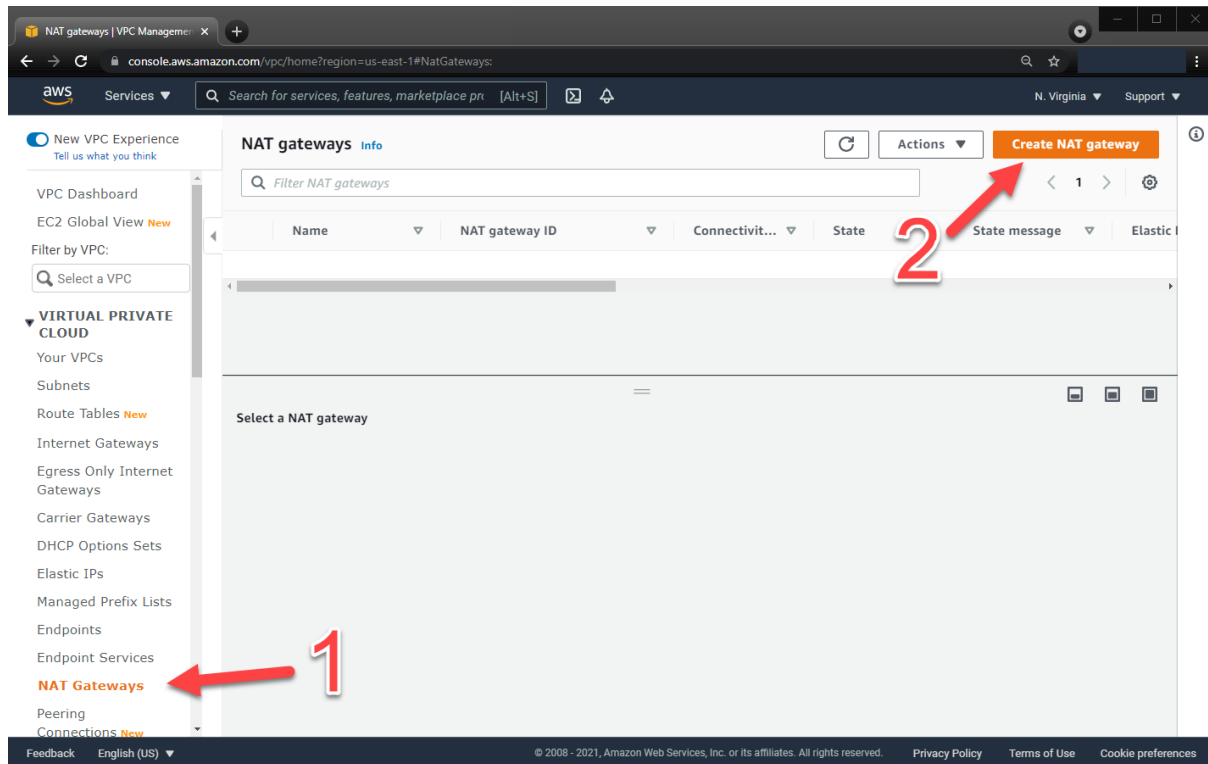 NAT gateways | VPC Managemen
console.aws.amazon.com/vpc/home?region=us-east-1#NatGateways:
aws Services ▼ Search for services, features, marketplace pro [Alt+S] N. Virginia ▼ Support ▼
New VPC Experience
Tell us what you think
VPC Dashboard
EC2 Global View New
Filter by VPC:
Select a VPC
VIRTUAL PRIVATE
CLOUD
Your VPCs
Subnets
Route Tables New
Internet Gateways
Egress Only Internet
Gateways
Carrier Gateways
DHCP Options Sets
Elastic IPs
Managed Prefix Lists
Endpoints
Endpoint Services
NAT Gateways
Peering
Connections New
1
NAT gateways Info Actions ▼ Create NAT gateway
Filter NAT gateways 1
2
Name NAT gateway ID Connectivit... State State message Elastic I
Select a NAT gateway
Feedback English (US) ▼ © 2008 - 2021, Amazon Web Services, Inc. or its affiliates. All rights reserved. Privacy Policy Terms of Use Cookie preferences